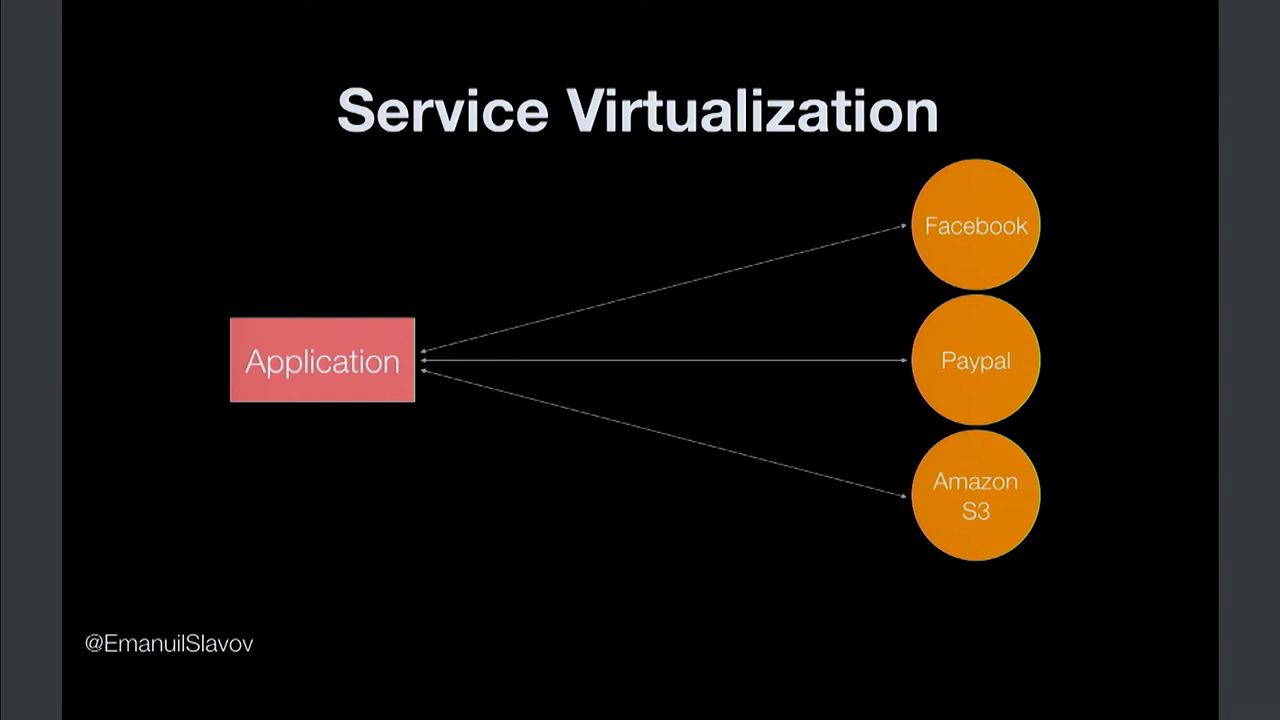 Service Virtualization
Facebook
Application
Paypal
Amazon
S3
@EmanuilSlavov